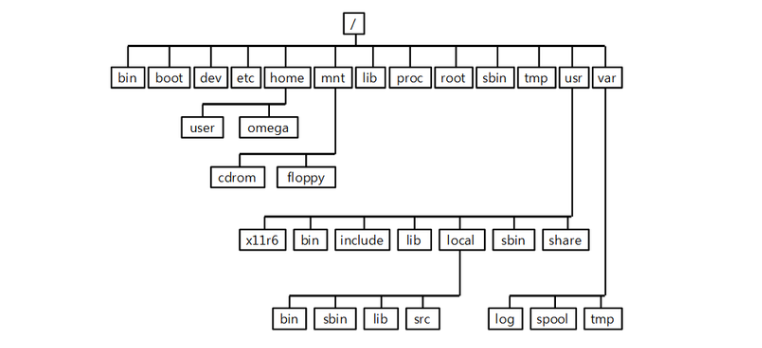 /
bin boot dev etc home mnt lib proc root sbin tmp usr var
user omega
cdrom floppy
x11r6 bin include lib local sbin share
bin sbin lib src log spool tmp